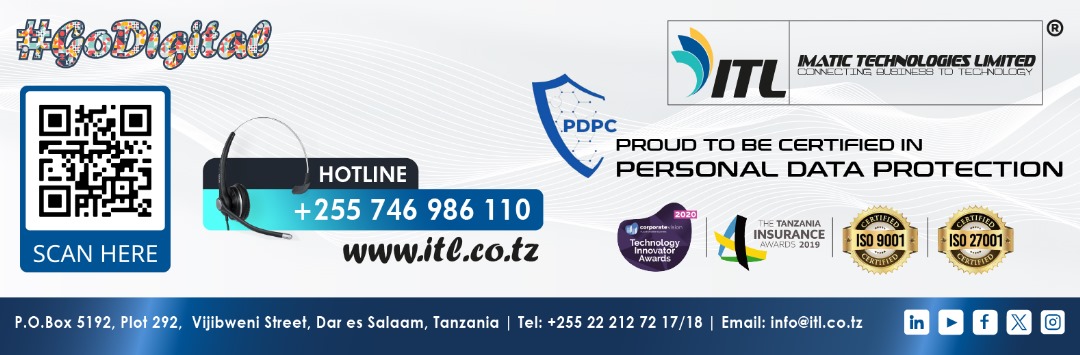 #GoDigital
SCAN HERE
HOTLINE
+255 746 986 110
www.itl.co.tz
ITL
IMATIC TECHNOLOGIES LIMITED
CONNECTING BUSINESS TO TECHNOLOGY
®
PDPC
PROUD TO BE CERTIFIED IN
PERSONAL DATA PROTECTION
2020
corporatevision
Technology
Innovator
Awards
THE TANZANIA
INSURANCE
AWARDS 2019
CERTIFIED
ISO 9001
CERTIFIED
CERTIFIED
ISO 27001
CERTIFIED
P.O.Box 5192, Plot 292, Vijibweni Street, Dar es Salaam, Tanzania | Tel: +255 22 212 72 17/18 | Email: info@itl.co.tz